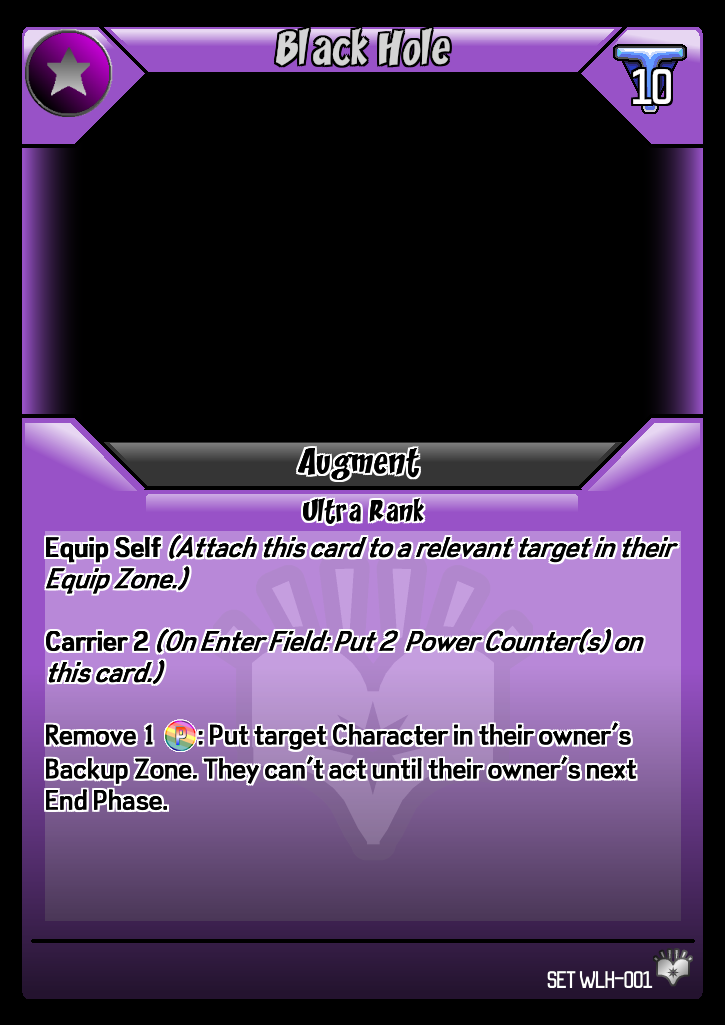 Black Hole
10
Augment
Ultra Rank
Equip Self (Attach this card to a relevant target in their
Equip Zone.)
Carrier 2 (On Enter Field: Put 2 Power Counter(s) on
this card.)
Remove 1 P: Put target Character in their owner's
Backup Zone. They can't act until their owner's next
End Phase.
SET WLH-001